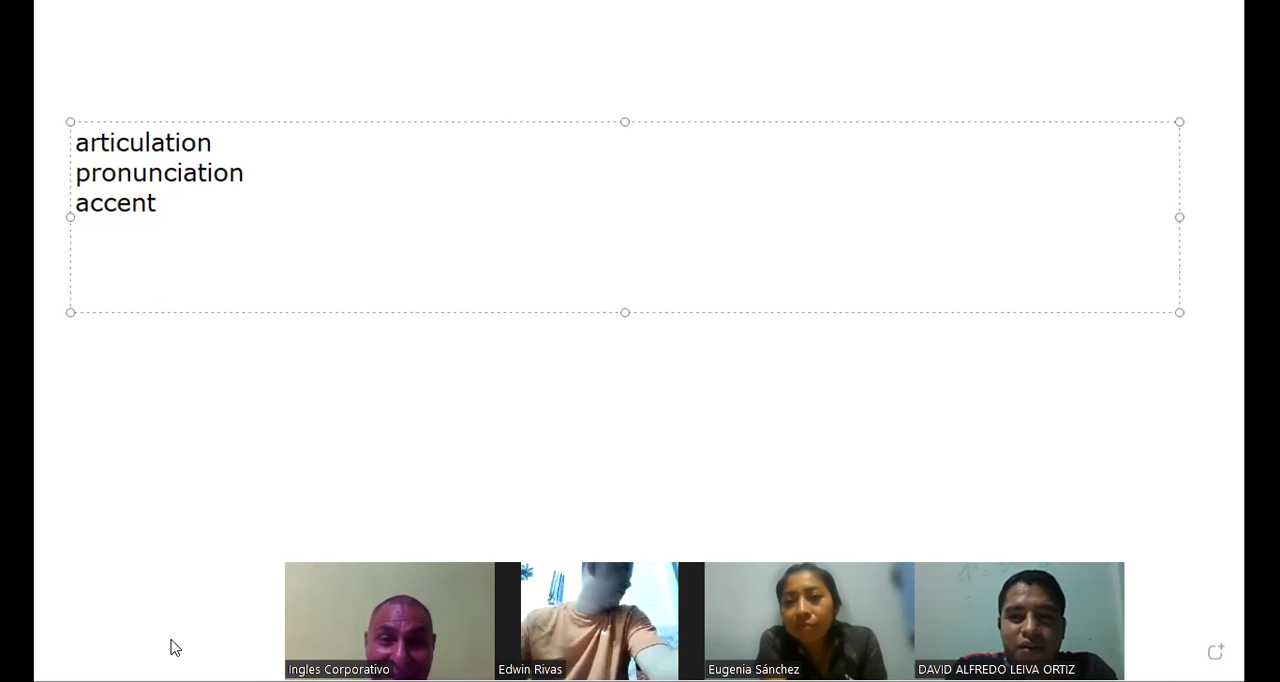 articulation
pronunciation
accent
Ingles Corporativo
Edwin Rivas
Eugenia Sánchez
DAVID ALFREDO LEIVA ORTIZ